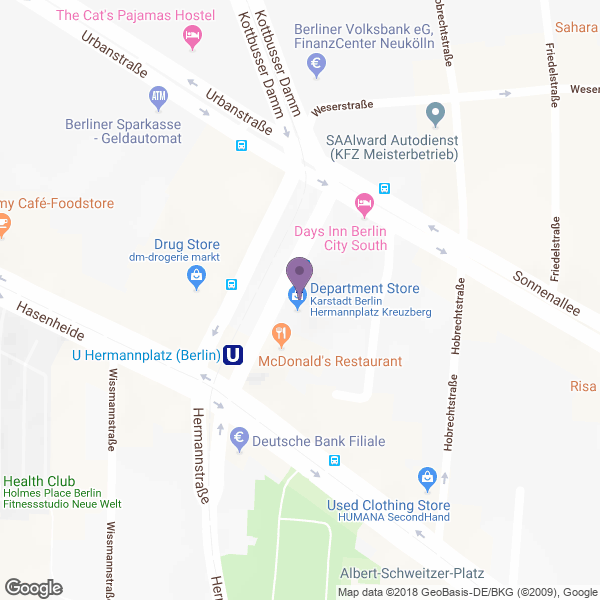 The Cat's Pajamas Hostel
Kottbusser Damm
Kottbusser Damm
Berliner Volksbank eG,
FinanzCenter Neukölln
Hobrechtstraße
Sahara
Friedelstraße
Urbanstraße
Urbanstraße
ATM
Weserstraße
Weser
Berliner Sparkasse
- Geldautomat
SAAlward Autodienst
(KFZ Meisterbetrieb)
my Café-Foodstore
Days Inn Berlin
City South
Drug Store
dm-drogerie markt
Department Store
Karstadt Berlin
Hermannplatz Kreuzberg
Sonnenallee
Friedelstraße
Hobrechtstraße
Hasenheide
U Hermannplatz (Berlin)
U
McDonald's Restaurant
Risa
Wissmannstraße
Hermannstraße
Hobrechtstraße
Deutsche Bank Filiale
Health Club
Holmes Place Berlin
Fitnessstudio Neue Welt
Used Clothing Store
HUMANA SecondHand
Wissmannstraße
Albert-Schweitzer-Platz
Google
Map data ©2018 GeoBasis-DE/BKG (©2009), Google